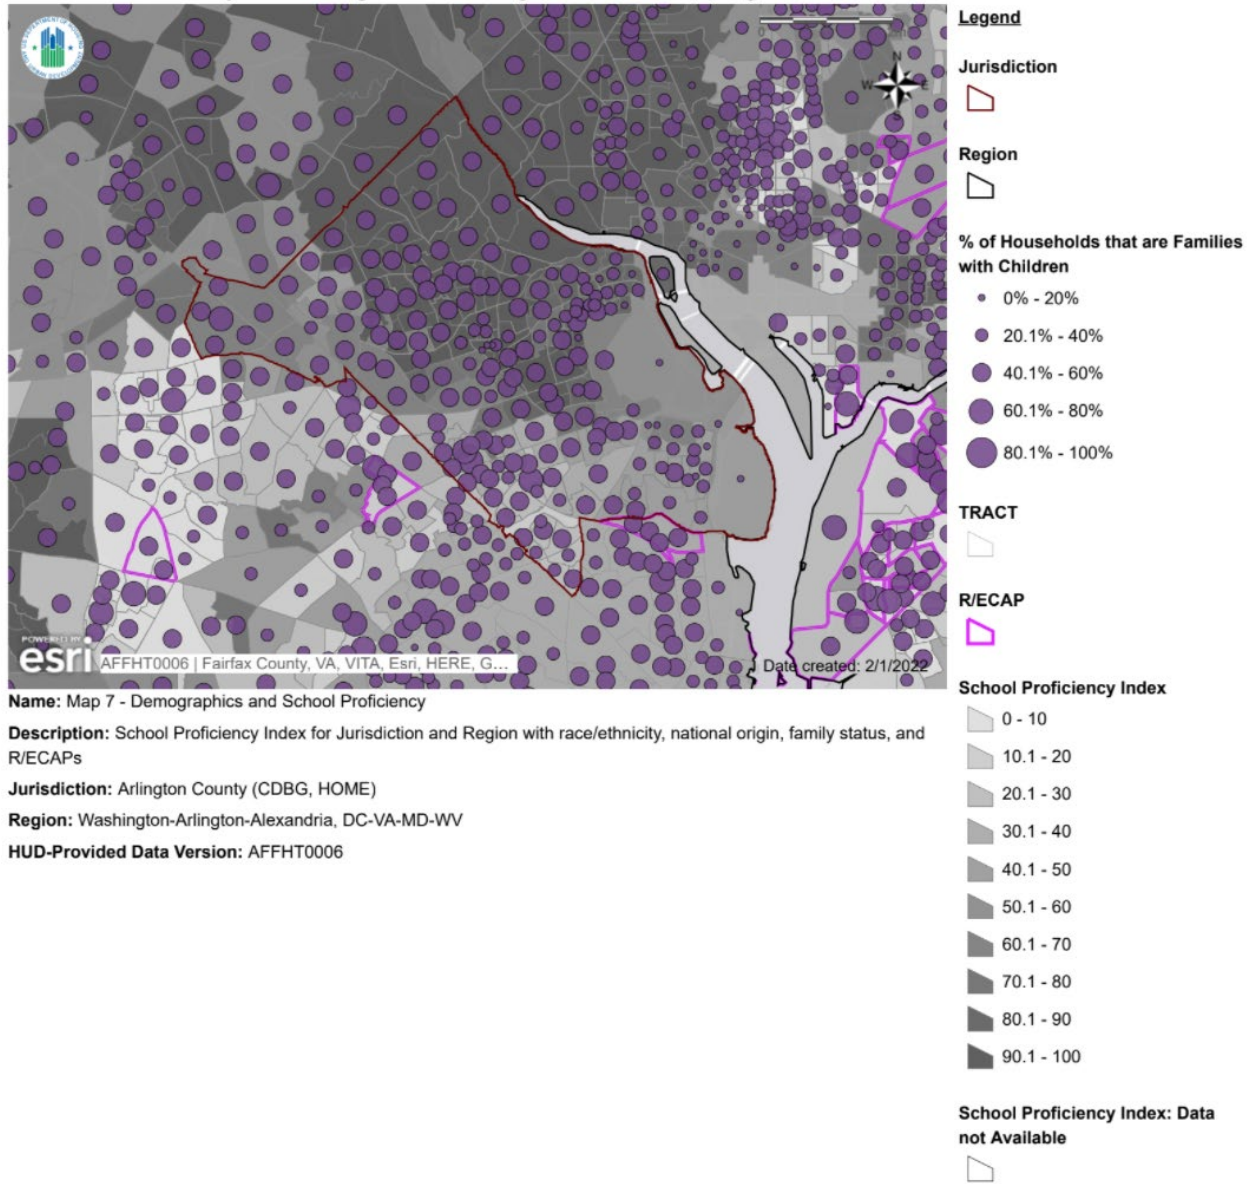 N
W
E
S
POWERED BY
esri
AFFHT0006 | Fairfax County, VA, VITA, Esri, HERE, G...
Date created: 2/1/2022
Name: Map 7 - Demographics and School Proficiency
Description: School Proficiency Index for Jurisdiction and Region with race/ethnicity, national origin, family status, and
R/ECAPs
Jurisdiction: Arlington County (CDBG, HOME)
Region: Washington-Arlington-Alexandria, DC-VA-MD-WV
HUD-Provided Data Version: AFFHT0006
Legend
Jurisdiction
Region
% of Households that are Families
with Children
0% - 20%
20.1% - 40%
40.1% - 60%
60.1% - 80%
80.1% - 100%
TRACT
R/ECAP
School Proficiency Index
0 - 10
10.1 - 20
20.1 - 30
30.1 - 40
40.1 - 50
50.1 - 60
60.1 - 70
70.1 - 80
80.1 - 90
90.1 - 100
School Proficiency Index: Data
not Available